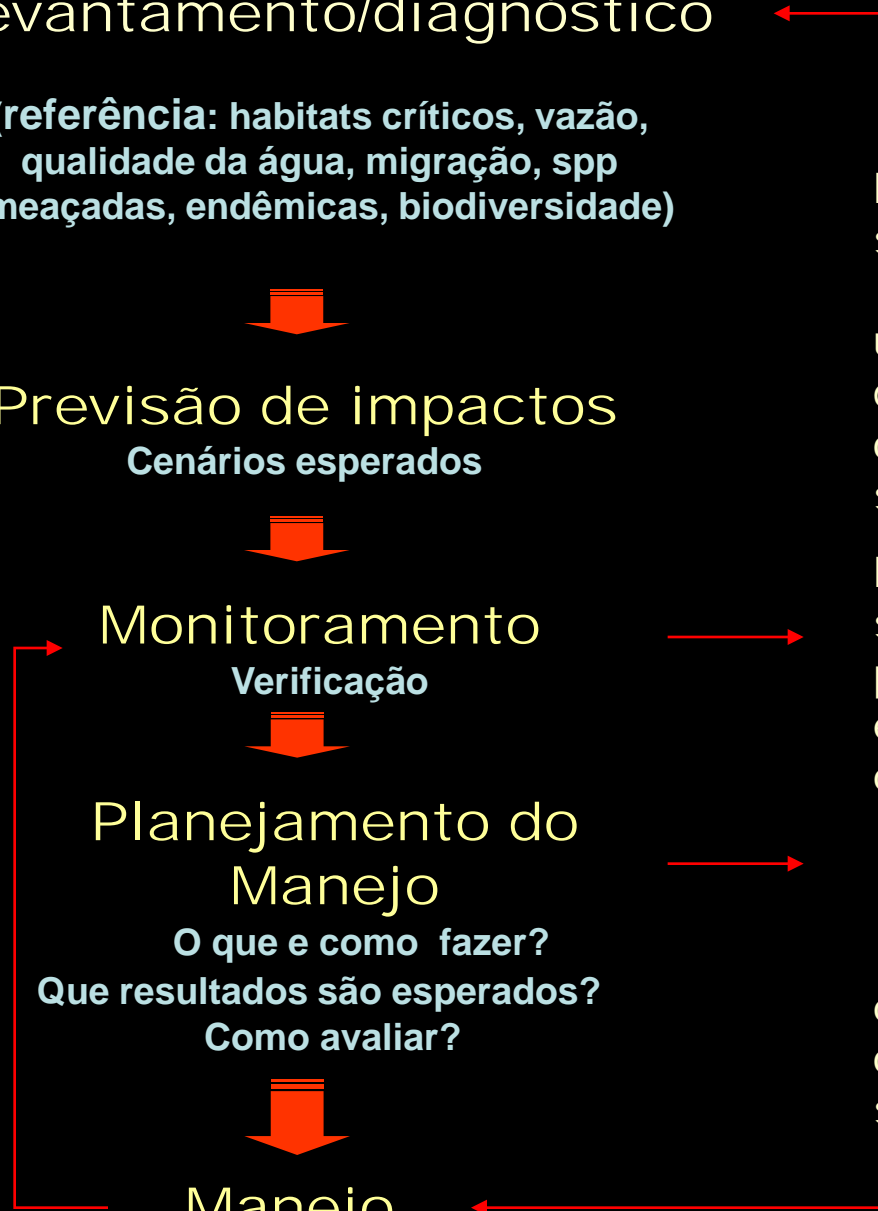 evantamento/diagnóstico
(referência: habitats críticos, vazão,
qualidade da água, migração, spp
meaçadas, endêmicas, biodiversidade)
Previsão de impactos
Cenários esperados
Monitoramento
Verificação
Planejamento do
Manejo
O que e como fazer?
Que resultados são esperados?
Como avaliar?
Manejo